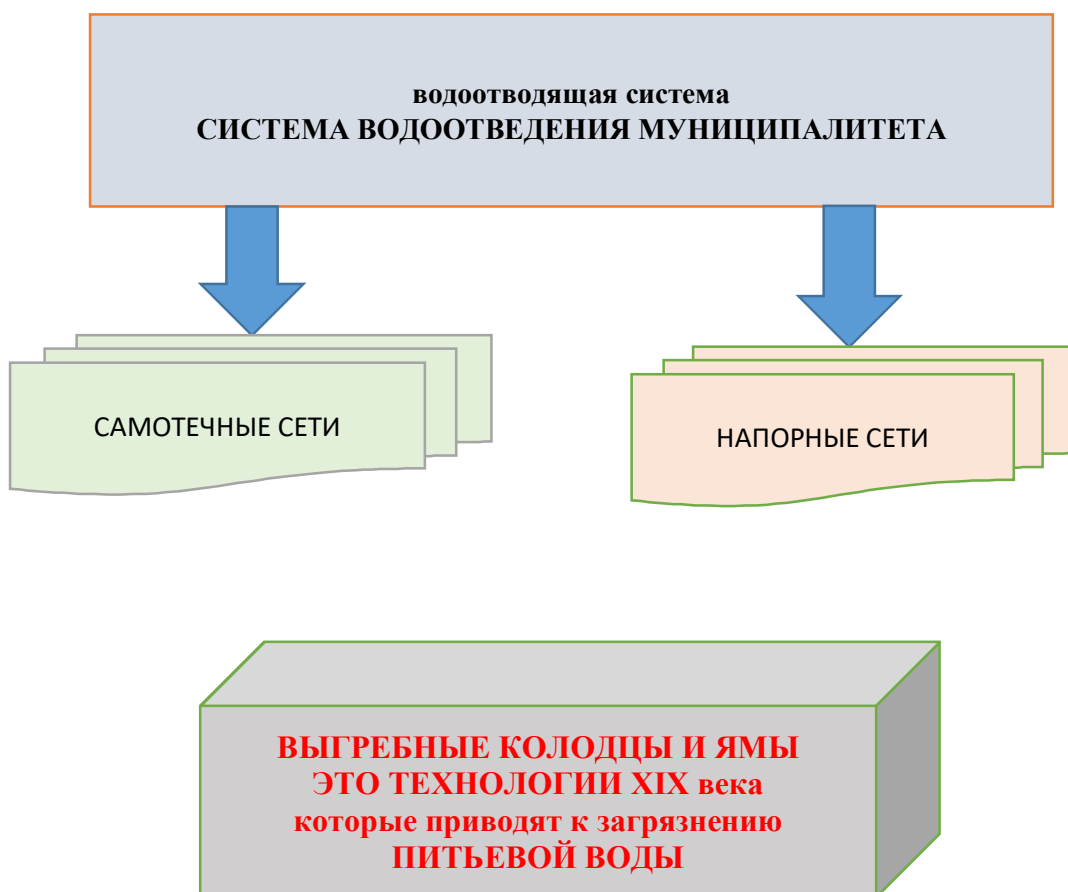 водоотводящая система
СИСТЕМА ВОДООТВЕДЕНИЯ МУНИЦИПАЛИТЕТА
САМОТЕЧНЫЕ СЕТИ
НАПОРНЫЕ СЕТИ
ВЫГРЕБНЫЕ КОЛОДЦЫ И ЯМЫ
ЭТО ТЕХНОЛОГИИ XIX века
которые приводят к загрязнению
ПИТЬЕВОЙ ВОДЫ